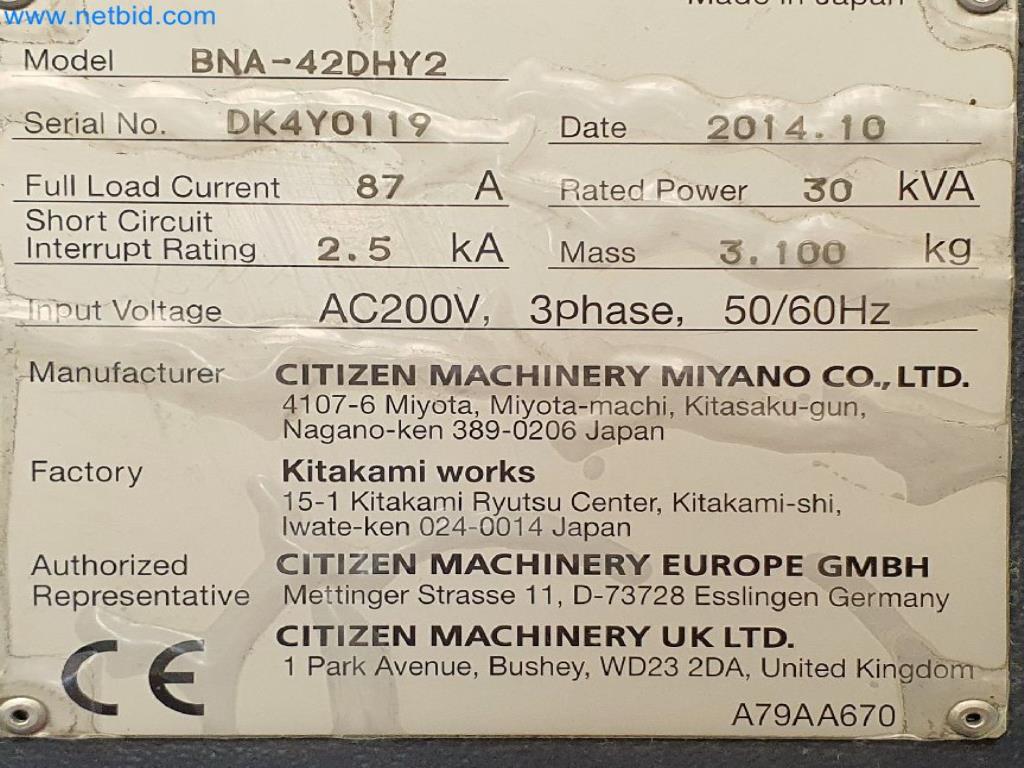 www.netbid.com
Made in Japan
Model BNA-42DHY2
Serial No. DK4Y0119 Date 2014.10
Full Load Current 87 A Rated Power 30 kVA
Short Circuit
Interrupt Rating 2.5 kA Mass 3.100 kg
Input Voltage AC200V, 3phase, 50/60Hz
Manufacturer CITIZEN MACHINERY MIYANO CO.,LTD.
4107-6 Miyota, Miyota-machi, Kitasaku-gun,
Nagano-ken 389-0206 Japan
Factory Kitakami works
15-1 Kitakami Ryutsu Center, Kitakami-shi,
Iwate-ken 024-0014 Japan
Authorized CITIZEN MACHINERY EUROPE GMBH
Representative Mettinger Strasse 11, D-73728 Esslingen Germany
CITIZEN MACHINERY UK LTD.
1 Park Avenue, Bushey, WD23 2DA, United Kingdom
CE
A79AA670